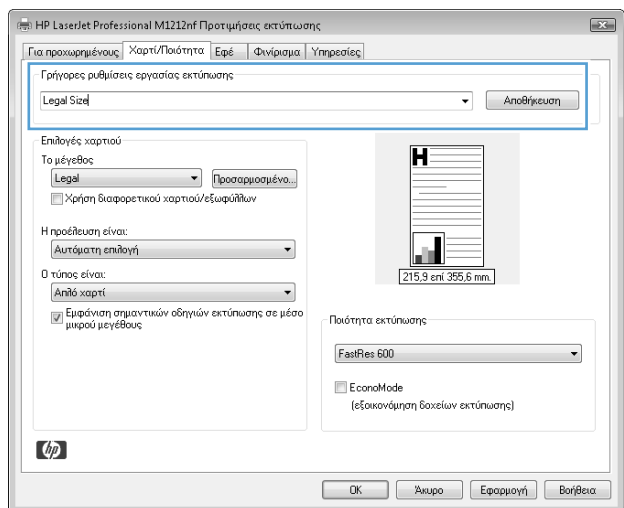 HP LaserJet Professional M1212nf Προτιμήσεις εκτύπωσης
Για προχωρημένους Χαρτί/Ποιότητα Εφέ Φινίρισμα Υπηρεσίες
Γρήγορες ρυθμίσεις εργασίας εκτύπωσης
Legal Size Αποθήκευση
Επιλογές χαρτιού
Το μέγεθος
Legal Προσαρμοσμένο...
Χρήση διαφορετικού χαρτιού/εξωφύλλων
Η προέλευση είναι:
Αυτόματη επιλογή
Ο τύπος είναι:
Απλό χαρτί
Εμφάνιση σημαντικών οδηγιών εκτύπωσης σε μέσο
μικρού μεγέθους
H
215,9 επί 355,6 mm.
Ποιότητα εκτύπωσης
FastRes 600
EconoMode
(εξοικονόμηση δοχείων εκτύπωσης)
hp
OK Άκυρο Εφαρμογή Βοήθεια